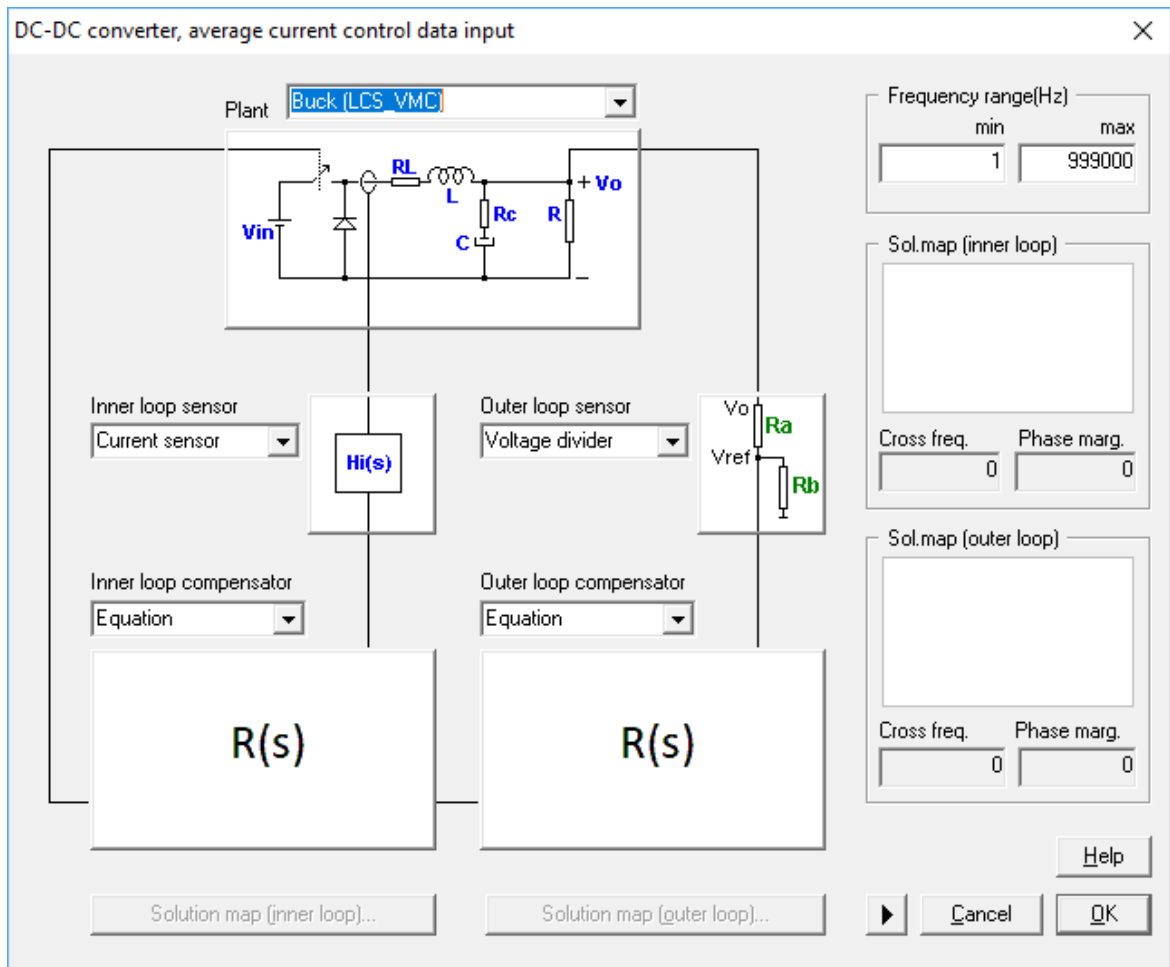 DC-DC converter, average current control data input
Plant
Buck (LCS_VMC)
RL
L
+ Vo
Rc
R
Vin
C
Frequency range(Hz)
min
max
1
999000
Inner loop sensor
Current sensor
Hi(s)
Outer loop sensor
Voltage divider
Vo
Ra
Vref
Rb
Sol.map (inner loop)
Cross freq.
Phase marg.
0
0
Inner loop compensator
Equation
R(s)
Outer loop compensator
Equation
R(s)
Sol.map (outer loop)
Cross freq.
Phase marg.
0
0
Help
Solution map (inner loop)...
Solution map (outer loop)...
Cancel
OK